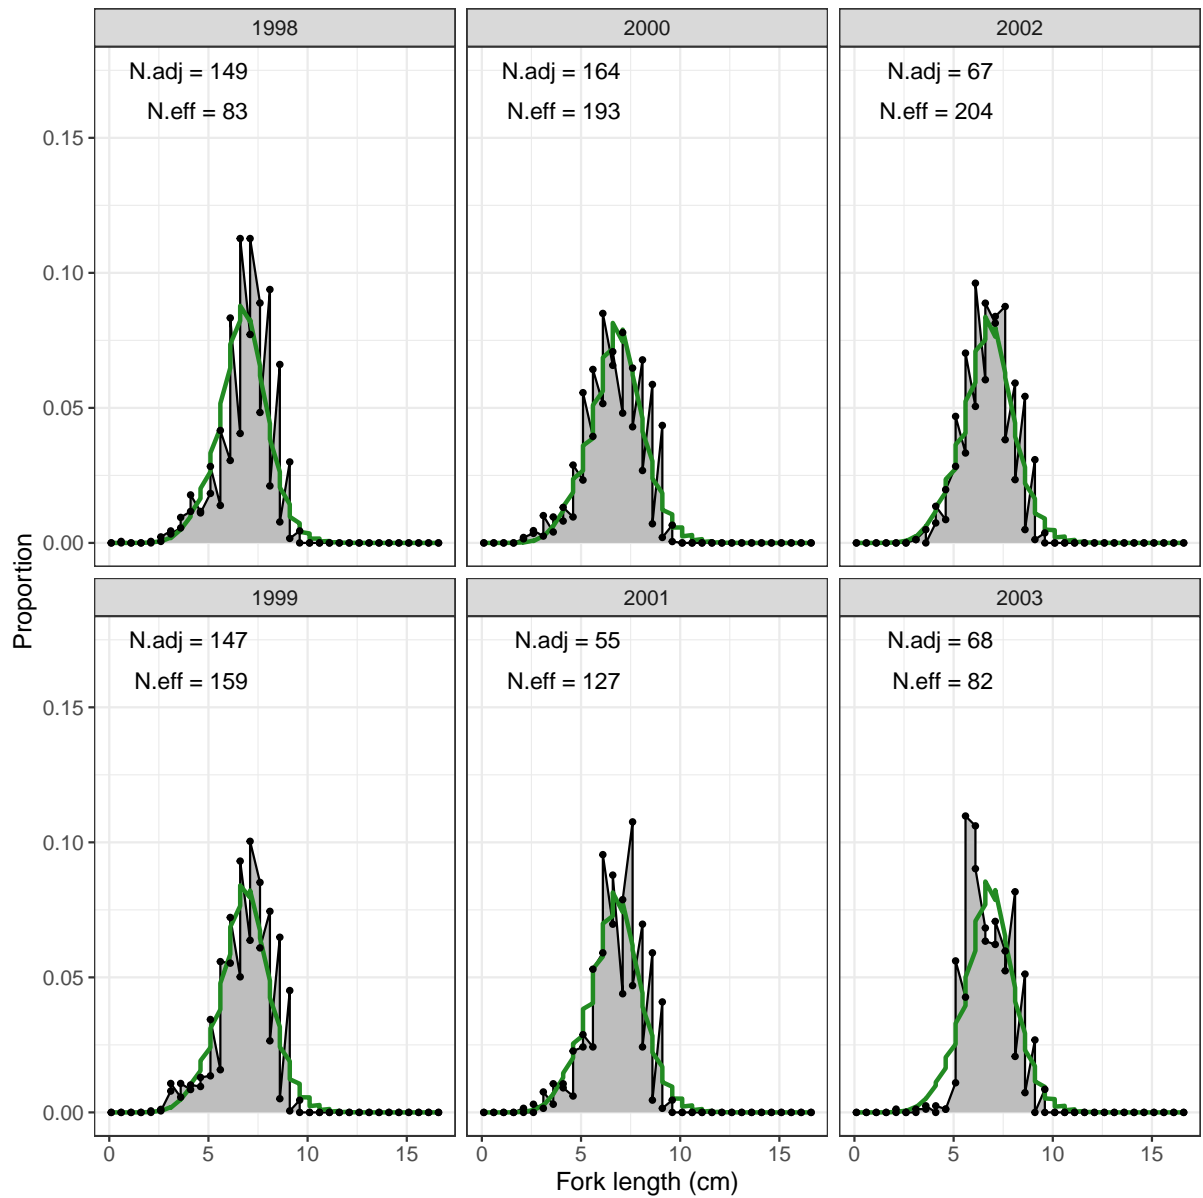 1998
2000
2002
N.adj = 149
N.eff = 83
N.adj = 164
N.eff = 193
N.adj = 67
N.eff = 204
0.15
0.10
0.05
0.00
Proportion
1999
2001
2003
N.adj = 147
N.eff = 159
N.adj = 55
N.eff = 127
N.adj = 68
N.eff = 82
0.15
0.10
0.05
0.00
0 5 10 15
0 5 10 15
0 5 10 15
Fork length (cm)